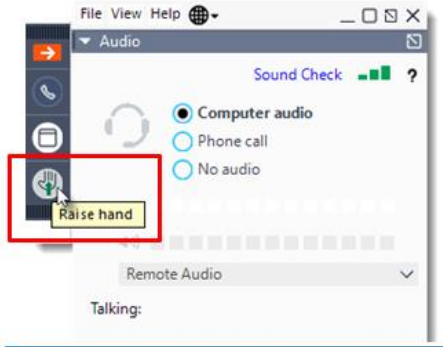 File View Help
Audio
Sound Check ?
Computer audio
Phone call
No audio
Raise hand
Remote Audio
Talking: